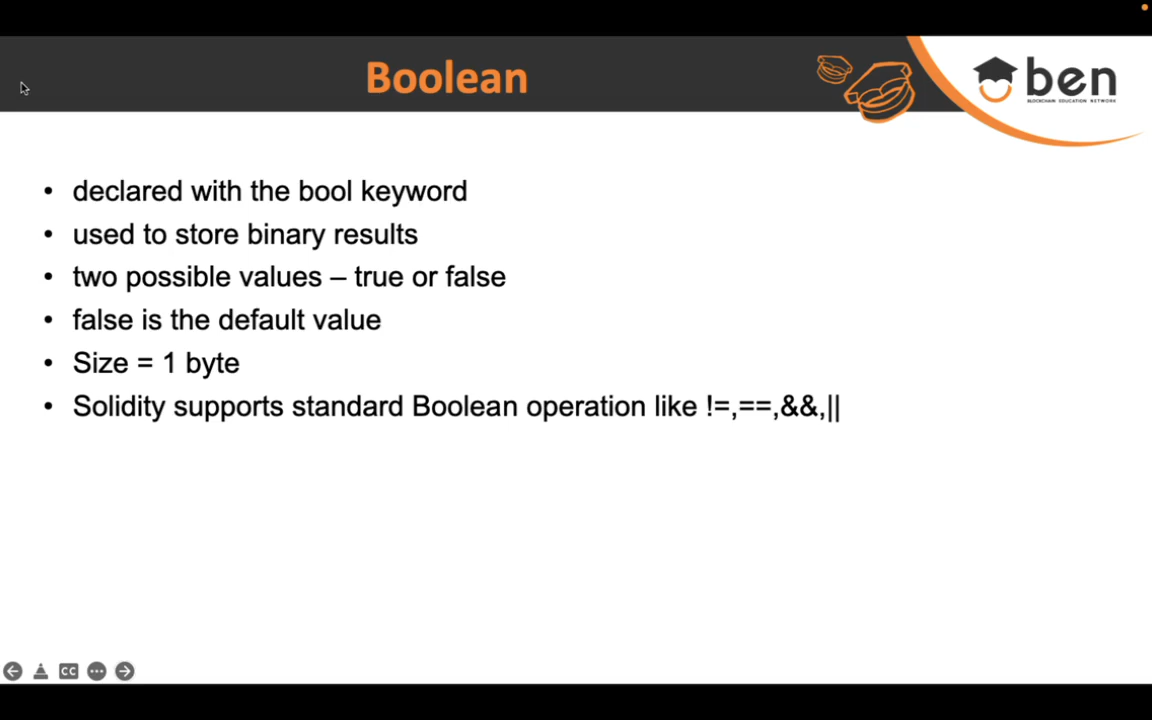 Boolean
ben
BLOCKCHAIN EDUCATION NETWORK
• declared with the bool keyword
• used to store binary results
• two possible values – true or false
• false is the default value
• Size = 1 byte
• Solidity supports standard Boolean operation like !=,==,&&,||
CC